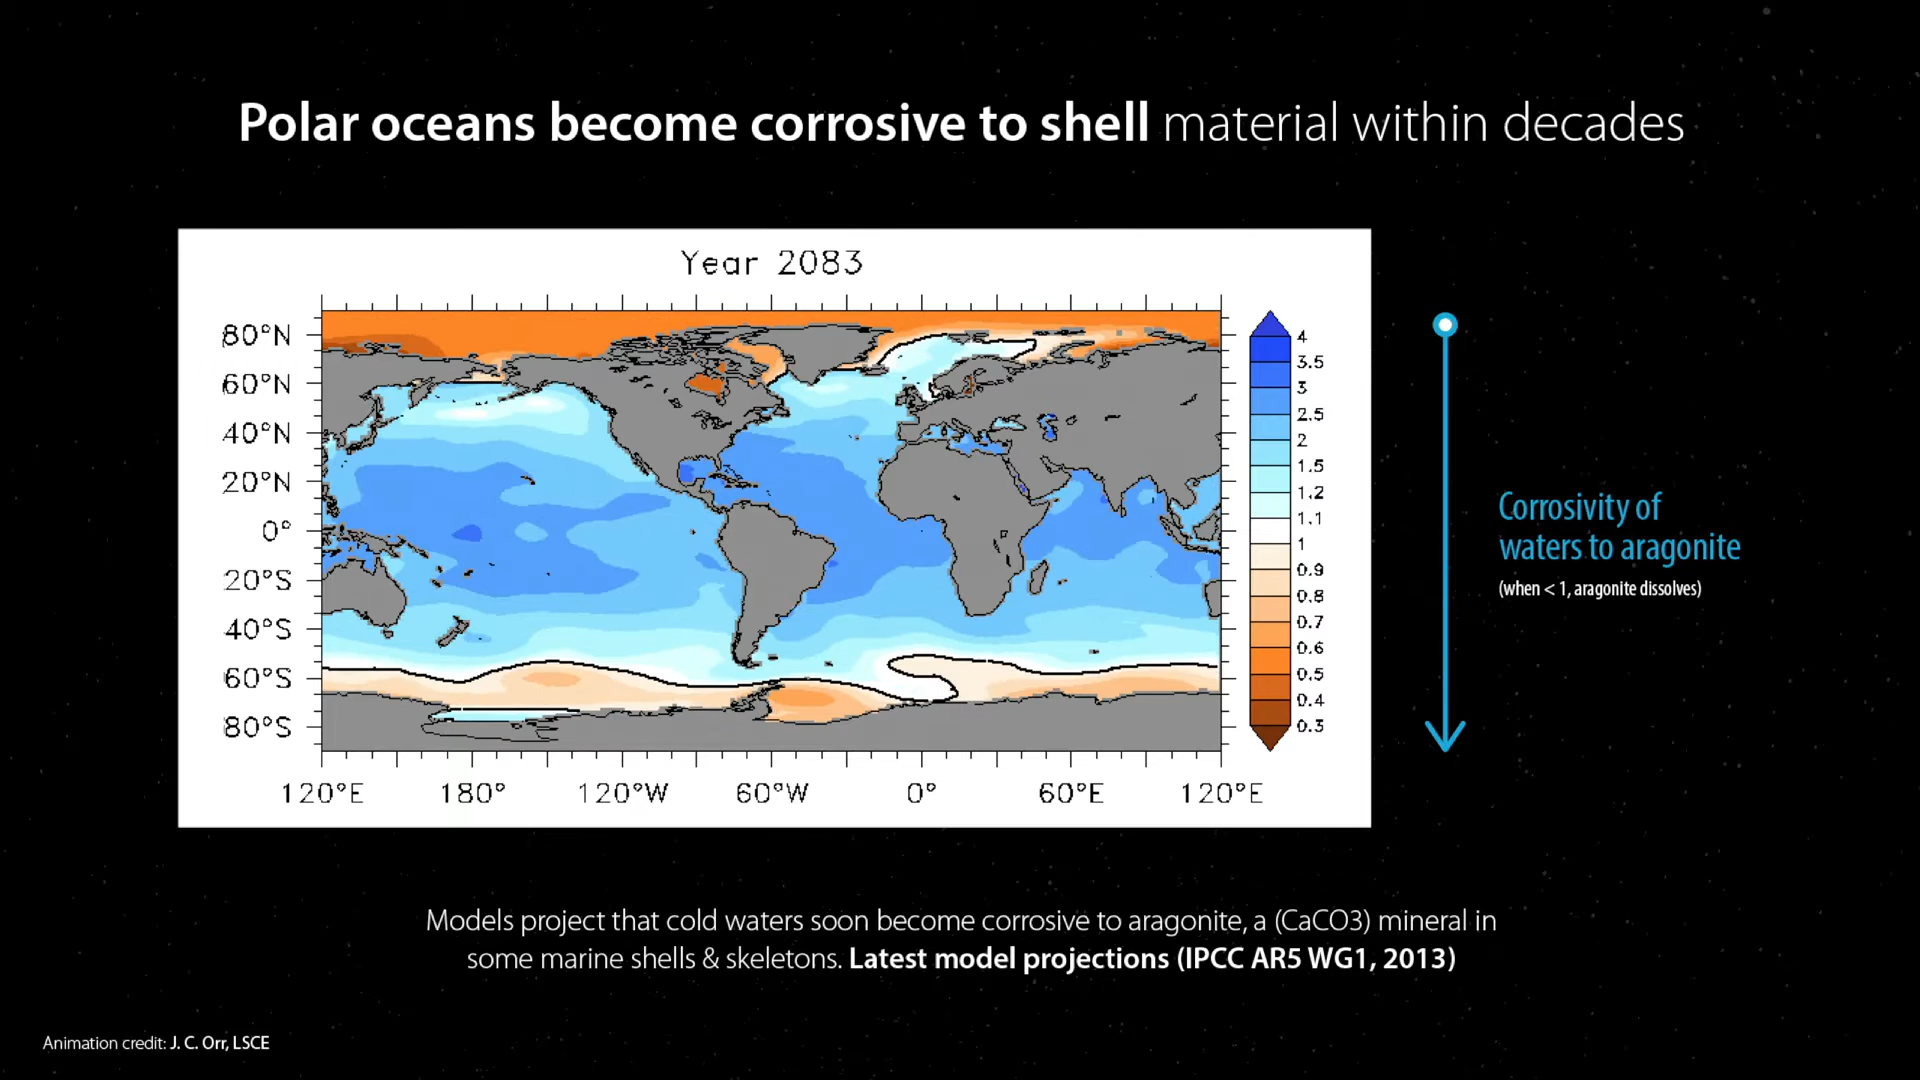 Polar oceans become corrosive to shell material within decades
Year 2083
80°N
60°N
40°N
20°N
0°
20°S
40°S
60°S
80°S
120°E 180° 120°W 60°W 0° 60°E 120°E
4
3.5
3
2.5
2
1.5
1.2
1.1
1
0.9
0.8
0.7
0.6
0.5
0.4
0.3
Corrosivity of
waters to aragonite
(when < 1, aragonite dissolves)
Models project that cold waters soon become corrosive to aragonite, a (CaCO3) mineral in
some marine shells & skeletons. Latest model projections (IPCC AR5 WG1, 2013)
Animation credit: J. C. Orr, LSCE